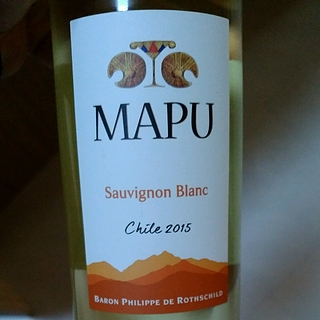 MAPU
Sauvignon Blanc
Chile 2015
BARON PHILIPPE DE ROTHSCHILD